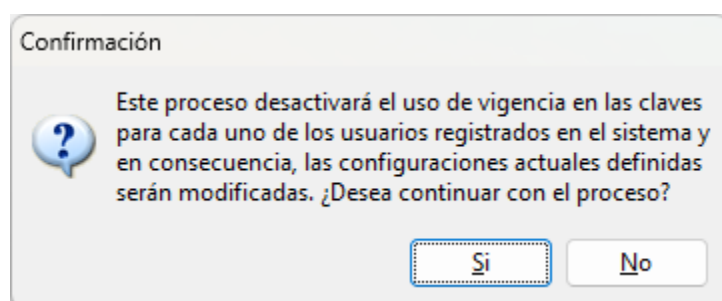 Confirmación
Este proceso desactivará el uso de vigencia en las claves
para cada uno de los usuarios registrados en el sistema y
en consecuencia, las configuraciones actuales definidas
serán modificadas. ¿Desea continuar con el proceso?
Si No